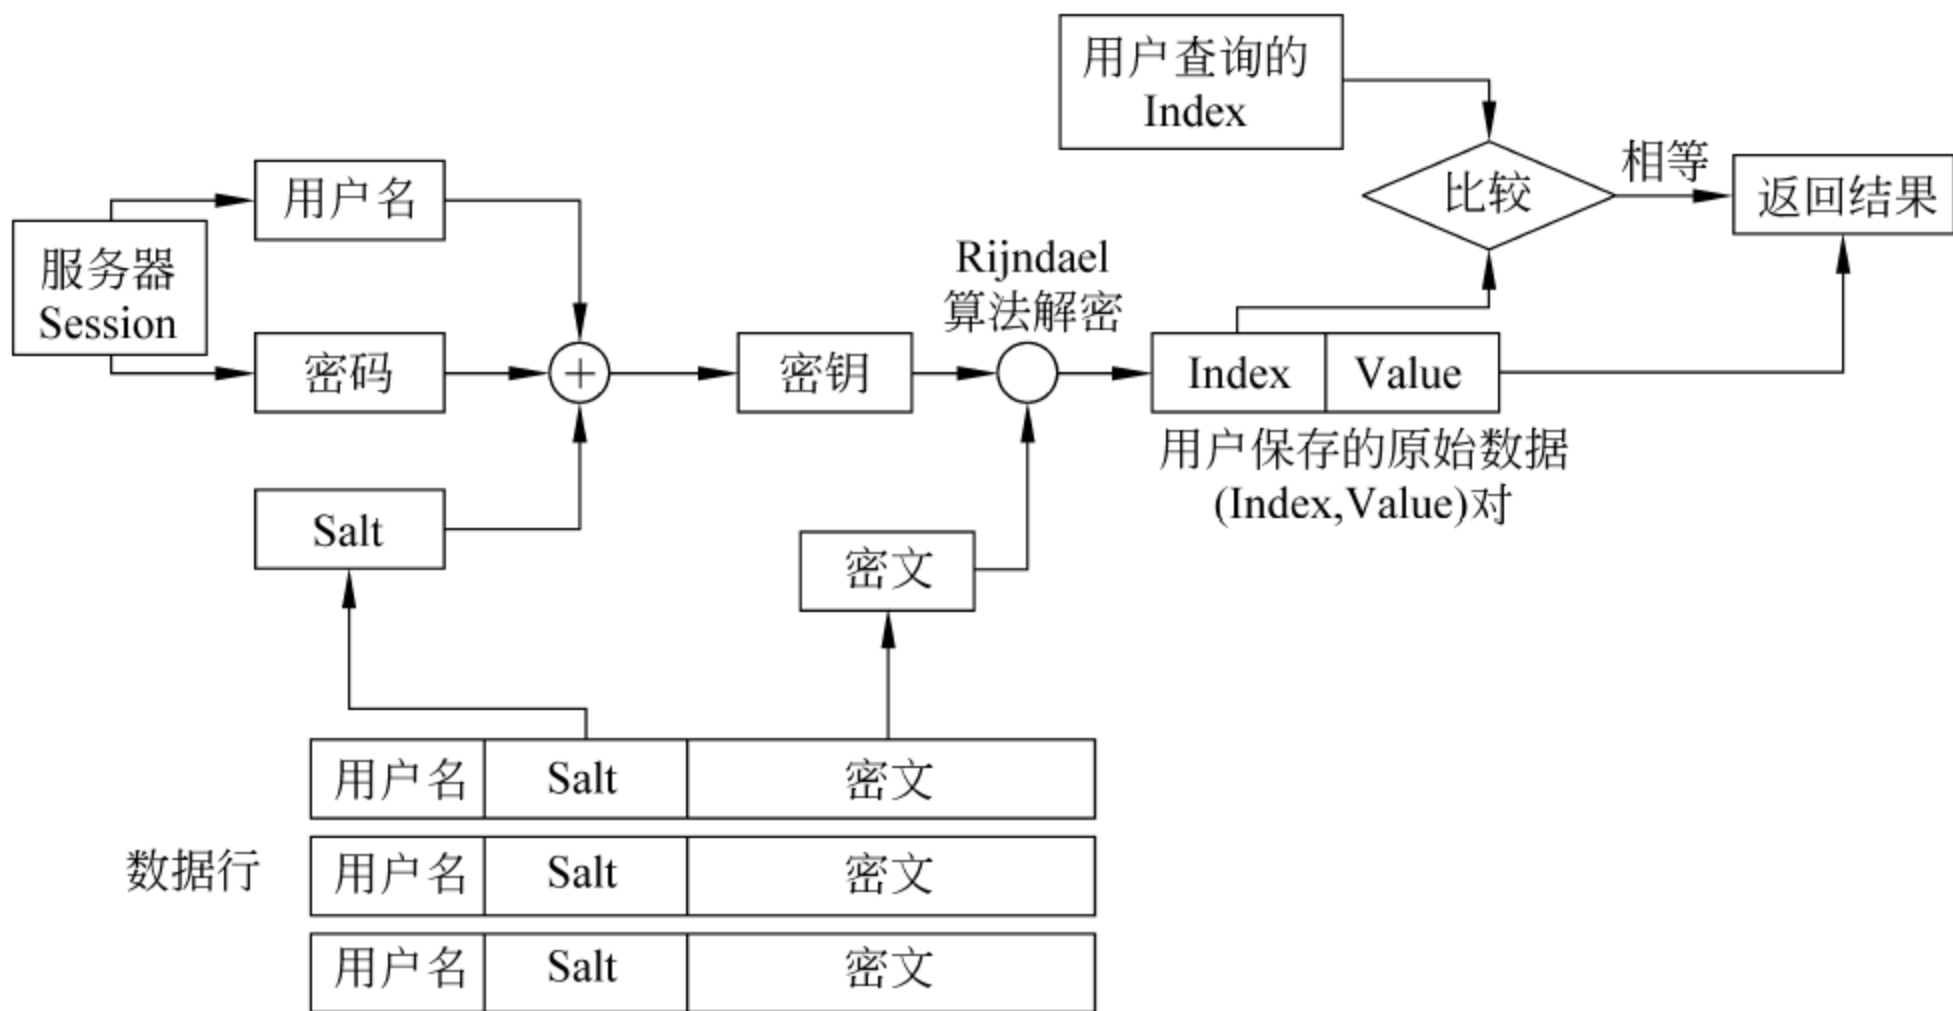 用户查询的
Index
相等
比较
返回结果
用户名
服务器
Session
密码
+
密钥
Rijndael
算法解密
Index Value
用户保存的原始数据
(Index,Value)对
Salt
密文
用户名 Salt 密文
数据行
用户名 Salt 密文
用户名 Salt 密文